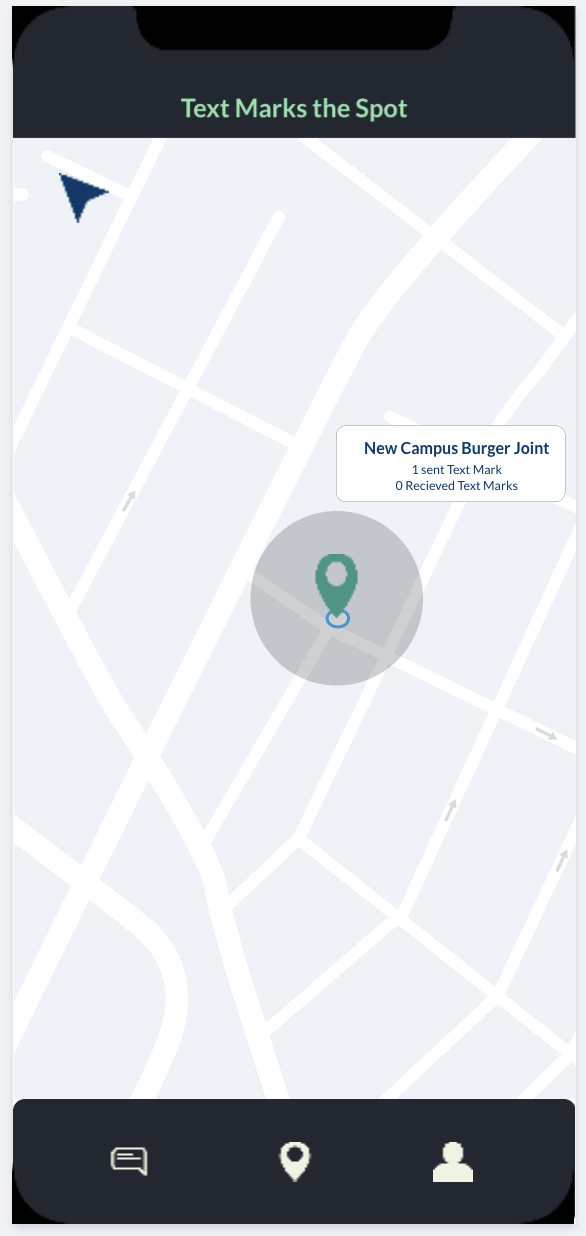 Text Marks the Spot
New Campus Burger Joint
1 sent Text Mark
0 Recieved Text Marks